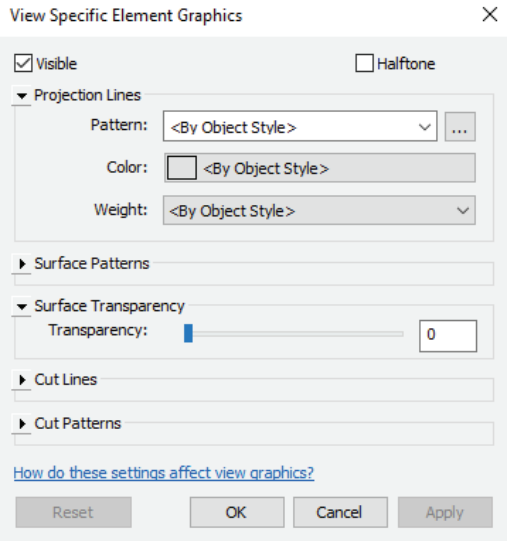 View Specific Element Graphics
Visible
Halftone
Projection Lines
Pattern: <By Object Style> ...
Color: <By Object Style>
Weight: <By Object Style>
Surface Patterns
Surface Transparency
Transparency: 0
Cut Lines
Cut Patterns
How do these settings affect view graphics?
Reset OK Cancel Apply